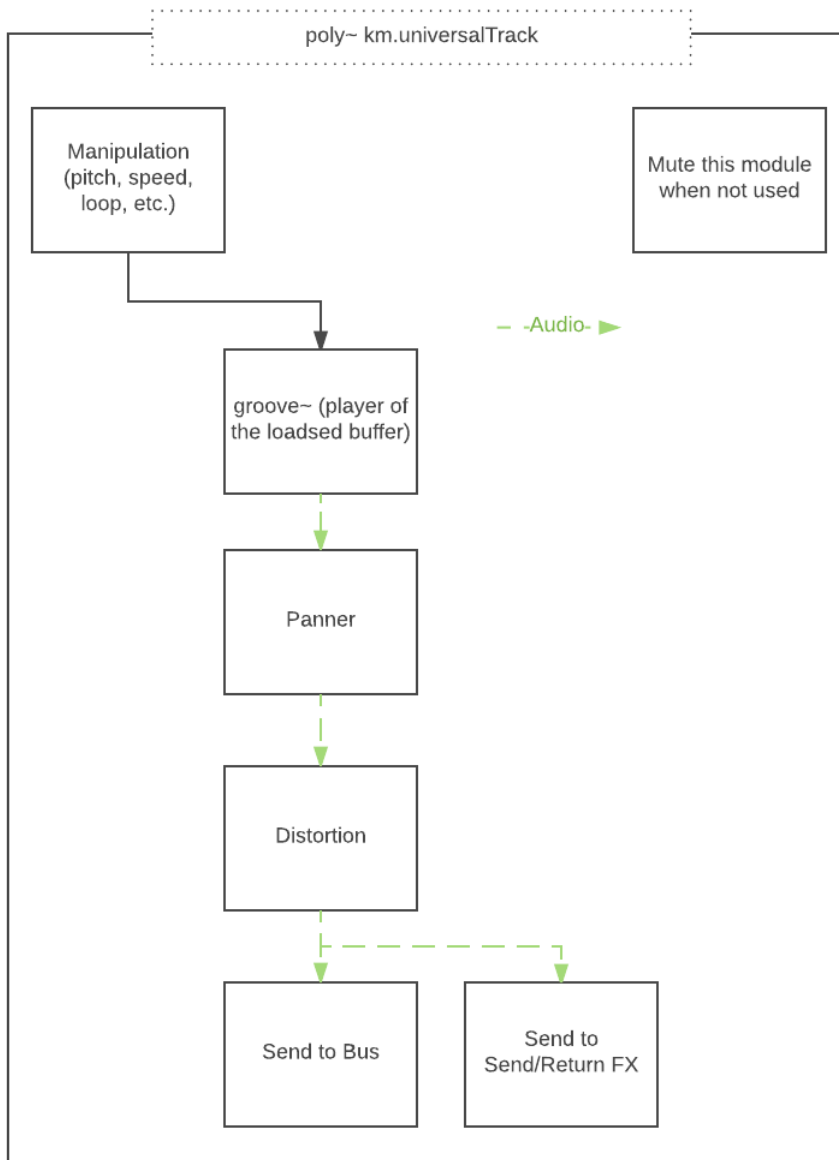 poly~ km.universalTrack
Manipulation
(pitch, speed,
loop, etc.)
Mute this module
when not used
Audio
groove~ (player of
the loadsed buffer)
Panner
Distortion
Send to Bus
Send to
Send/Return FX